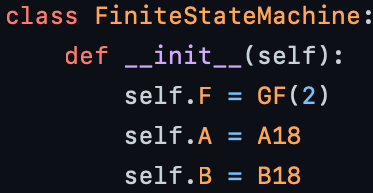 class FiniteStateMachine:
    def __init__(self):
        self.F = GF(2)
        self.A = A18
        self.B = B18